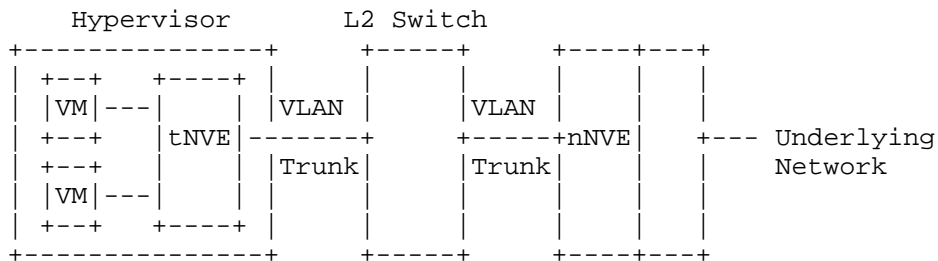 Hypervisor L2 Switch
VM VLAN VLAN
tNVE nNVE Underlying
Trunk Trunk Network
VM